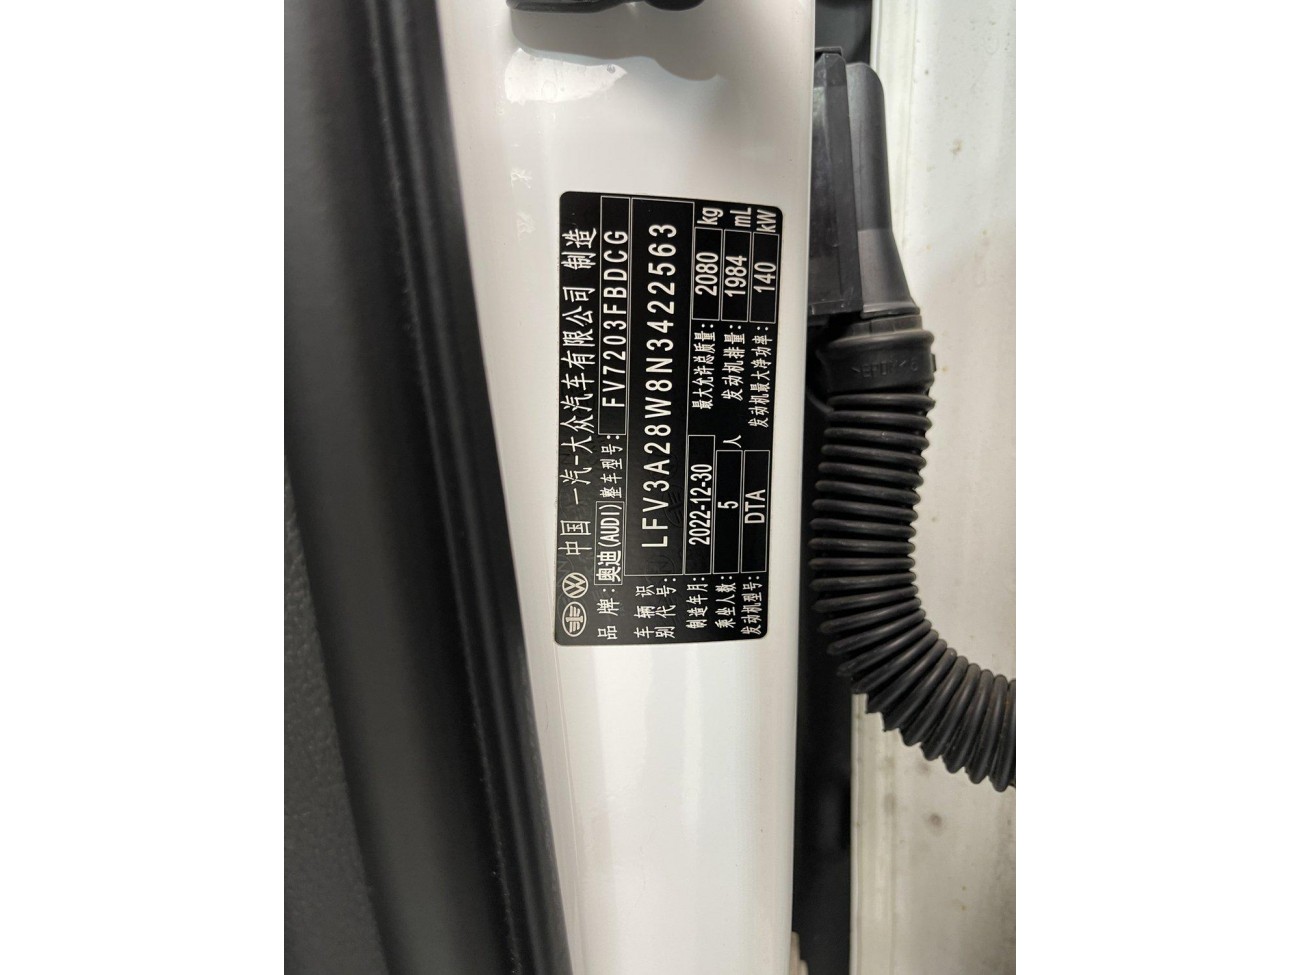 中国 一汽-大众汽车有限公司 制造
品牌: 奥迪(AUDI) 整车型号: FV7203FBDCG
车辆识别代号: LFV3A28W8N3422563
制造年月: 2022-12-30 最大允许总质量: 2080 kg
乘坐人数: 5 人 发动机排量: 1984 mL
发动机型号: DTA 发动机最大净功率: 140 kW